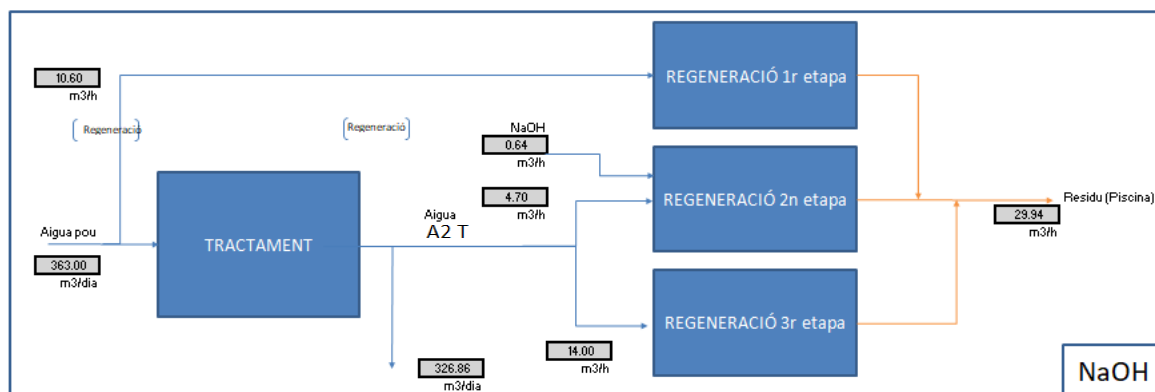 REGENERACIÓ 1r etapa
10.60
m3/h
Regeneració
Regeneració
NaOH
0.64
m3/h
4.70
m3/h
REGENERACIÓ 2n etapa
Residu (Piscina)
29.94
m3/h
Aigua pou
363.00
m3/dia
TRACTAMENT
Aigua
A2 T
REGENERACIÓ 3r etapa
14.00
m3/h
326.86
m3/dia
NaOH